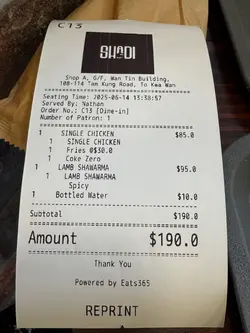 C13
SHADI
Shop A, G/F, Wan Tin Building,
108-114 Tam Kung Road, To Kwa Wan
Seating Time: 2025-06-14 13:38:57
Served By: Nathan
Order No.: C13 [Dine-in]
Number of Patron: 1
1 SINGLE CHICKEN $85.0
1 SINGLE CHICKEN
1 Fries @$30.0
1 Coke Zero
1 LAMB SHAWARMA $95.0
1 LAMB SHAWARMA
Spicy
1 Bottled Water $10.0
Subtotal $190.0
Amount $190.0
Thank You
Powered by Eats365
REPRINT